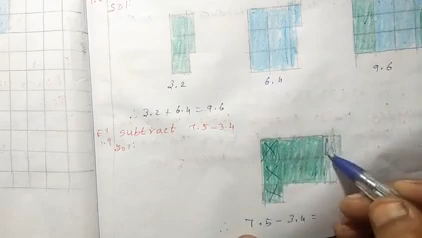 Sol:
3.2 6.4 9.6
∴ 3.2 + 6.4 = 9.6
subtract 7.5 - 3.4
Sol:
∴ 7.5 - 3.4 =